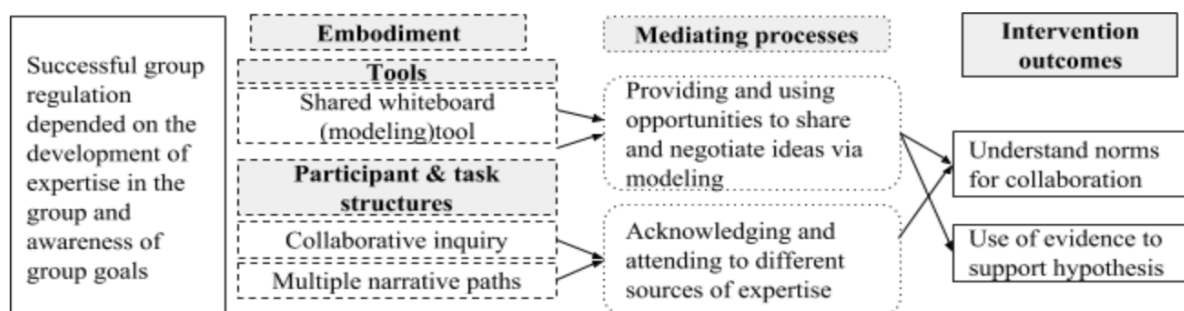 Successful group
regulation
depended on the
development of
expertise in the
group and
awareness of
group goals
Embodiment
Tools
Shared whiteboard
(modeling)tool
Participant & task
structures
Collaborative inquiry
Multiple narrative paths
Mediating processes
Providing and using
opportunities to share
and negotiate ideas via
modeling
Acknowledging and
attending to different
sources of expertise
Intervention
outcomes
Understand norms
for collaboration
Use of evidence to
support hypothesis